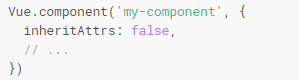 Vue.component('my-component', {
  inheritAttrs: false,
  // ...
})